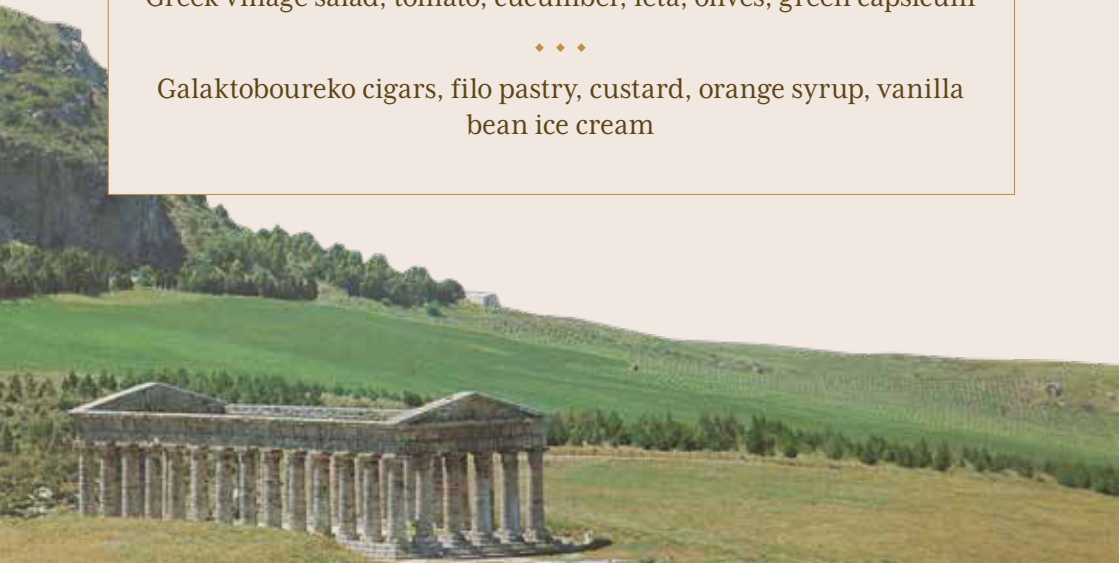 Greek village salad, tomato, cucumber, feta, olives, green capsicum
Galaktoboureko cigars, filo pastry, custard, orange syrup, vanilla
bean ice cream